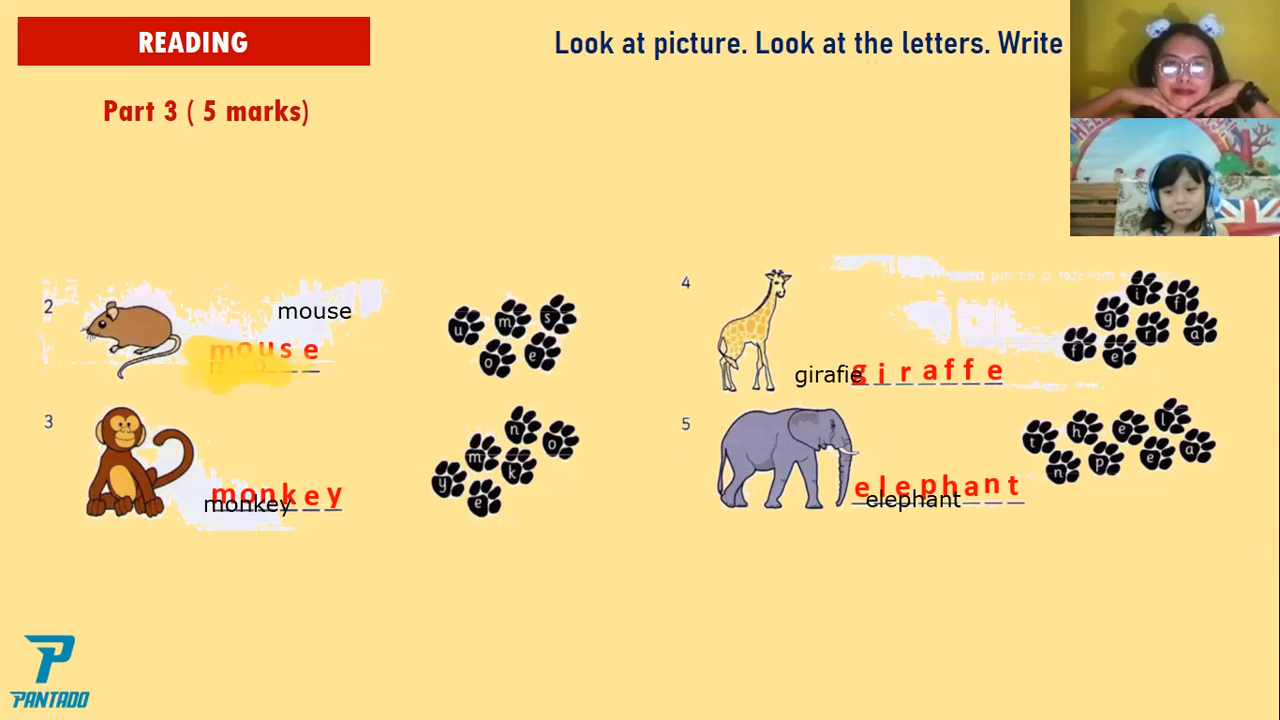 READING
Look at picture. Look at the letters. Write
Part 3 ( 5 marks)
2
mouse
mouse
u m s o e
3
monkey
monkey
n o m k y e
4
girafie
giraffe
i f g r a f e
5
elephant
elephant
t h e l n p e a
PANTADO